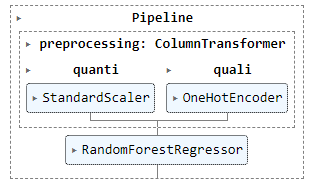 Pipeline
preprocessing: ColumnTransformer
quanti quali
StandardScaler OneHotEncoder
RandomForestRegressor